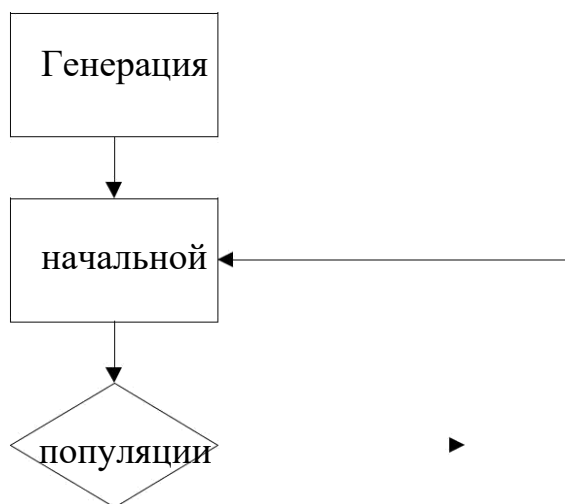 Генерация
начальной
популяции